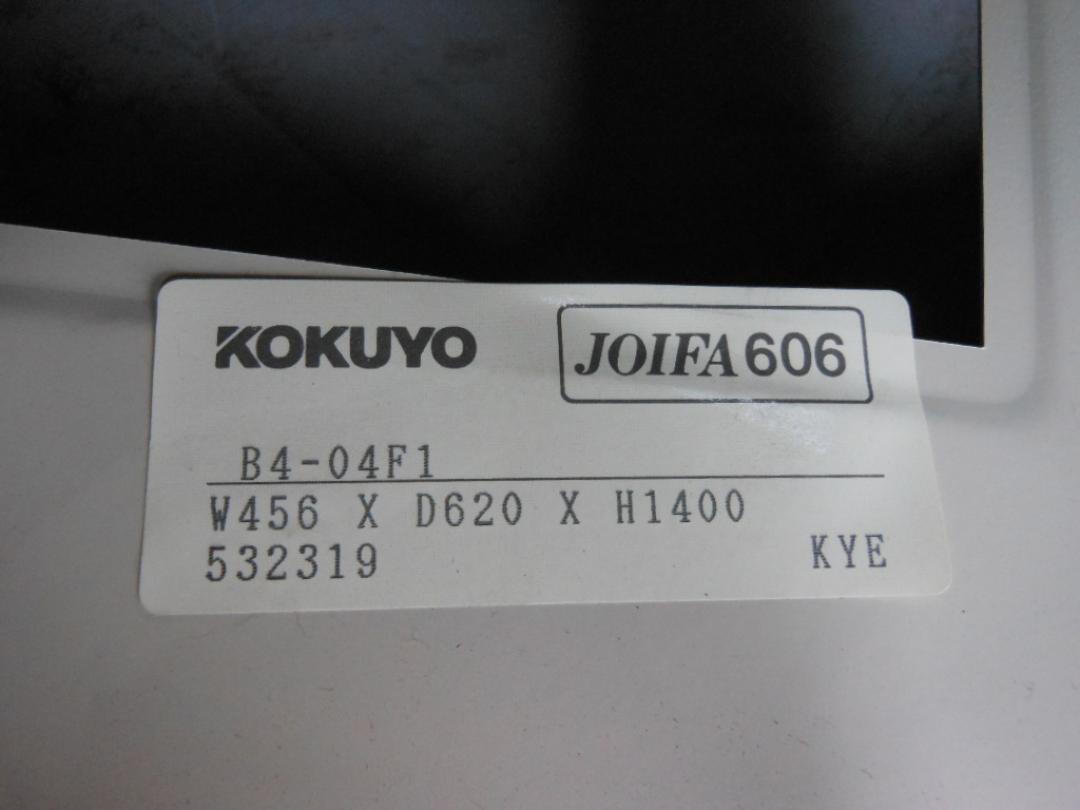 KOKUYO
JOIFA 606
B4-04F1
W456 X D620 X H1400
532319
KYE